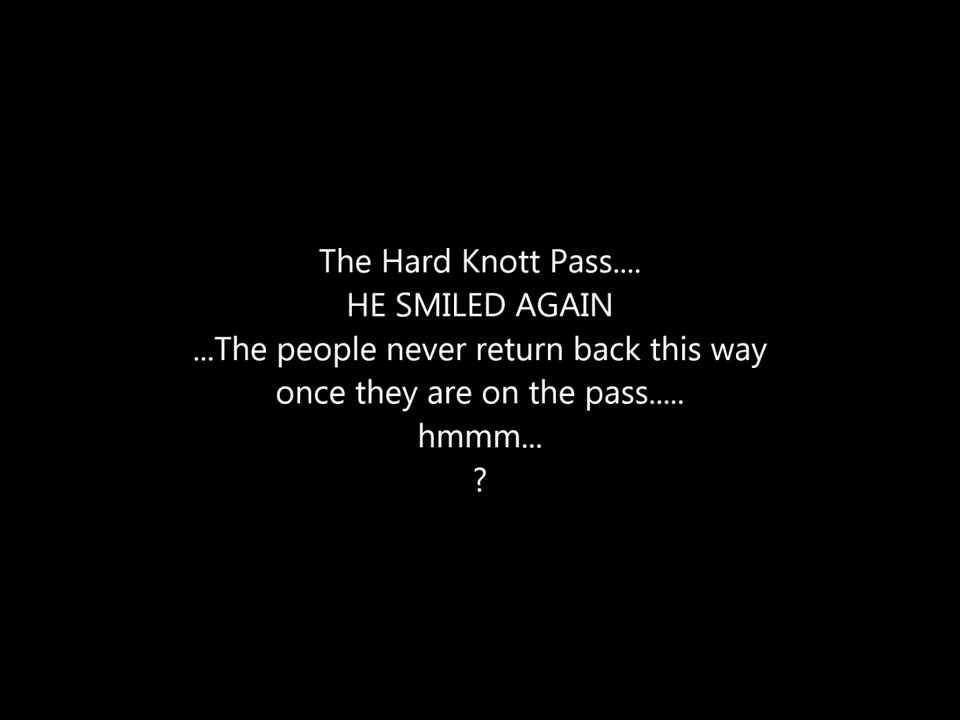 The Hard Knott Pass....
HE SMILED AGAIN
...The people never return back this way
once they are on the pass.....
hmmm...
?